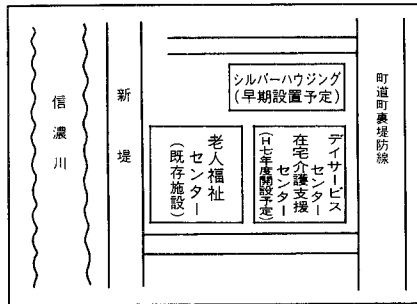 信濃川
新堤
シルバーハウジング
(早期設置予定)
老人福祉
センター
(既存施設)
デイサービス
センター
在宅介護支援
センター
(H七年度開設予定)
町道町裏堤防線